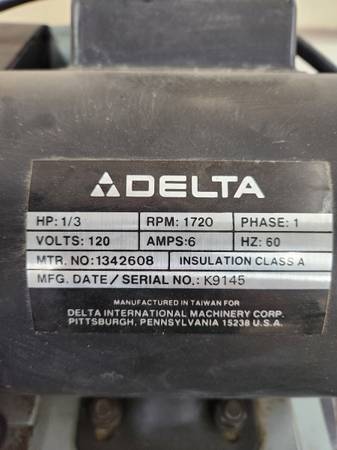 DELTA
HP: 1/3 RPM: 1720 PHASE: 1
VOLTS: 120 AMPS:6 HZ: 60
MTR. NO:1342608 INSULATION CLASS A
MFG. DATE/SERIAL NO.: K9145
MANUFACTURED IN TAIWAN FOR
DELTA INTERNATIONAL MACHINERY CORP.
PITTSBURGH, PENNSYLVANIA 15238 U.S.A.